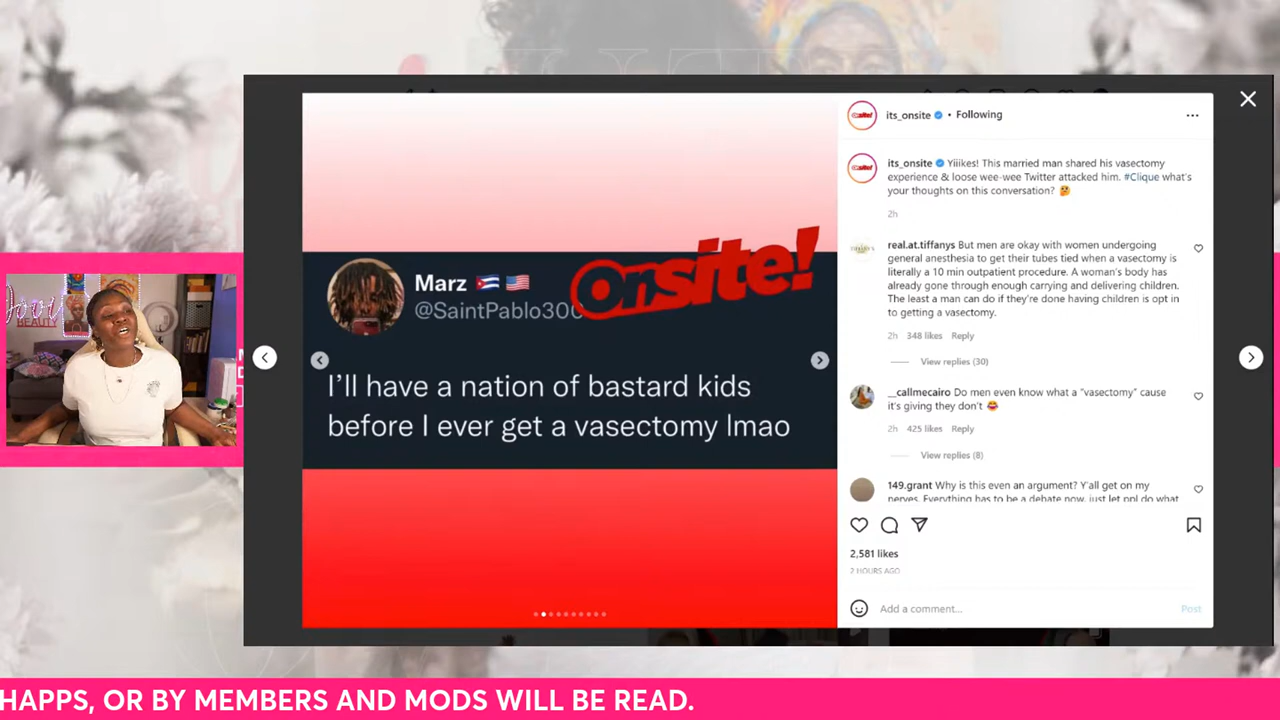 its_onsite • Following
its_onsite Yiiikes! This married man shared his vasectomy
experience & loose wee-wee Twitter attacked him. #Clique what's
your thoughts on this conversation? 🤔
2h
real.at.tiffanys But men are okay with women undergoing
general anesthesia to get their tubes tied when a vasectomy is
literally a 10 min outpatient procedure. A woman's body has
already gone through enough carrying and delivering children.
The least a man can do if they're done having children is opt in
to getting a vasectomy.
2h 348 likes Reply
View replies (30)
__callmecairo Do men even know what a "vasectomy" cause
it's giving they don't 😂
2h 425 likes Reply
View replies (8)
149.grant Why is this even an argument? Y'all get on my
nerves. Everything has to be a debate now, just let ppl do what
2,581 likes
2 HOURS AGO
Add a comment...
Post
Onsite!
Marz 🇨🇺 🇺🇸
@SaintPablo300
I'll have a nation of bastard kids
before I ever get a vasectomy lmao
BEAUTY
HAPPS, OR BY MEMBERS AND MODS WILL BE READ.